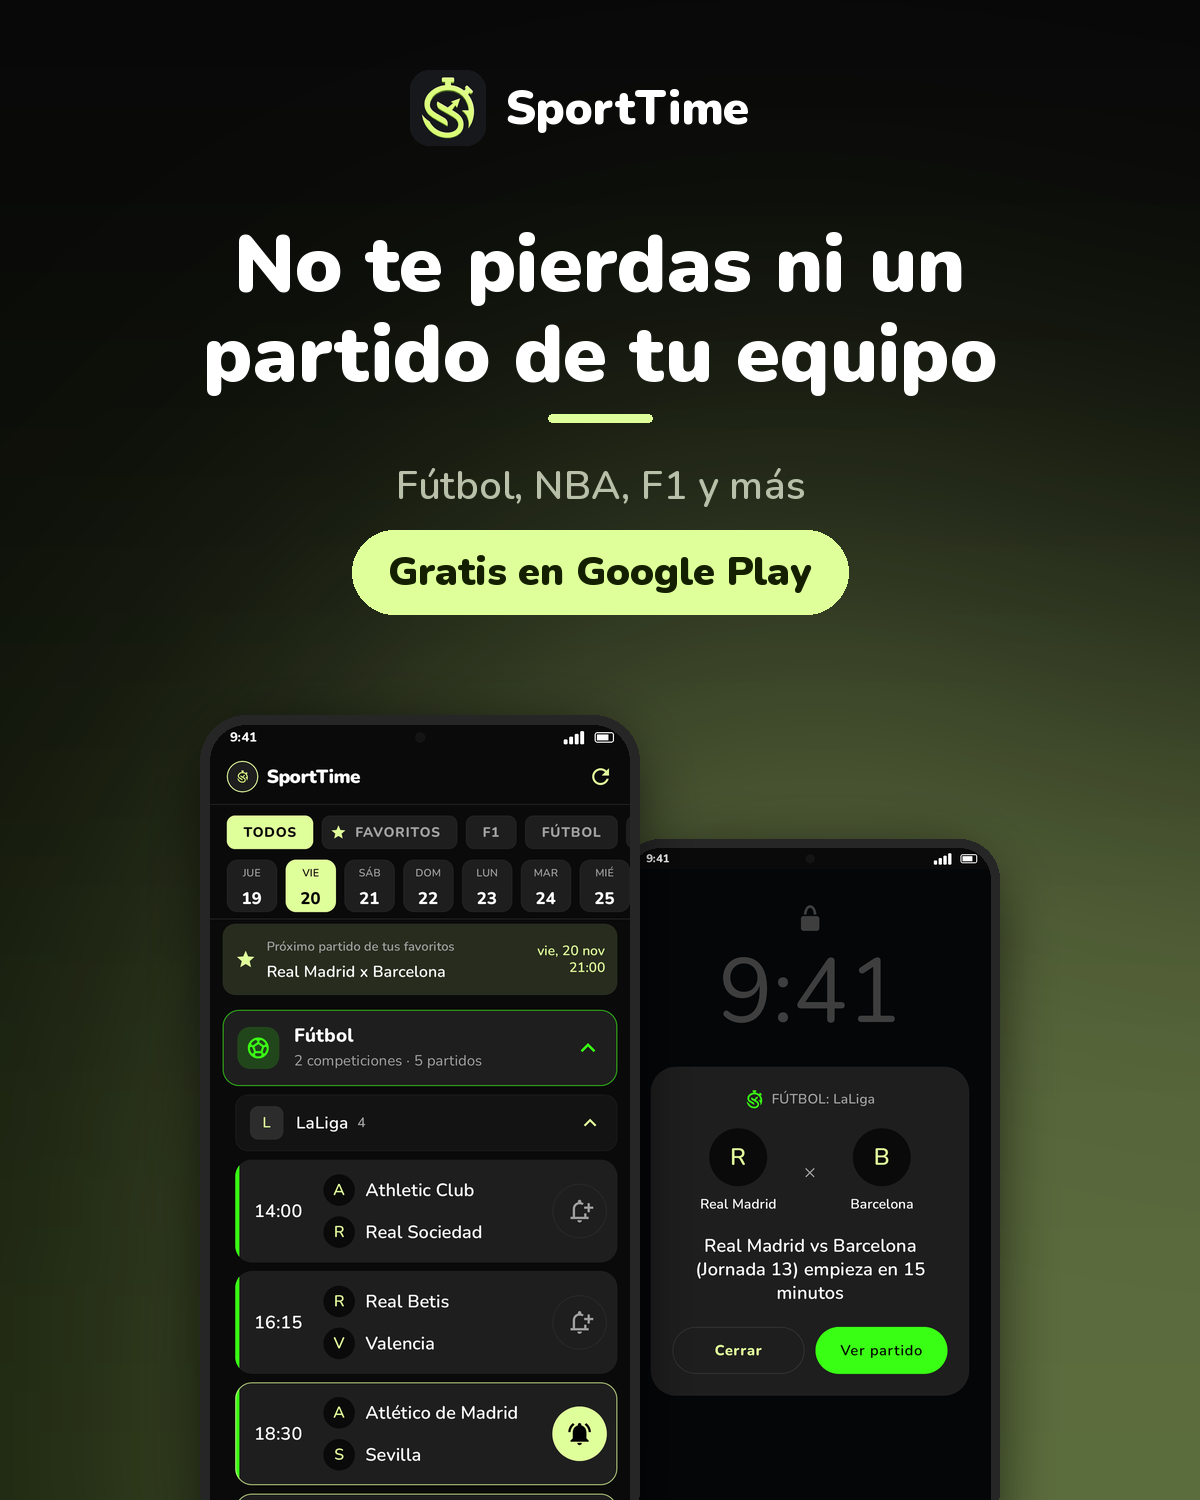 SportTime
No te pierdas ni un
partido de tu equipo
Fútbol, NBA, F1 y más
Gratis en Google Play
9:41
SportTime
TODOS FAVORITOS F1 FÚTBOL
JUE VIE SÁB DOM LUN MAR MIÉ
19 20 21 22 23 24 25
Próximo partido de tus favoritos
Real Madrid x Barcelona
vie, 20 nov
21:00
Fútbol
2 competiciones · 5 partidos
L LaLiga 4
14:00
A Athletic Club
R Real Sociedad
16:15
R Real Betis
V Valencia
18:30
A Atlético de Madrid
S Sevilla
9:41
9:41
FÚTBOL: LaLiga
R × B
Real Madrid Barcelona
Real Madrid vs Barcelona
(Jornada 13) empieza en 15
minutos
Cerrar Ver partido